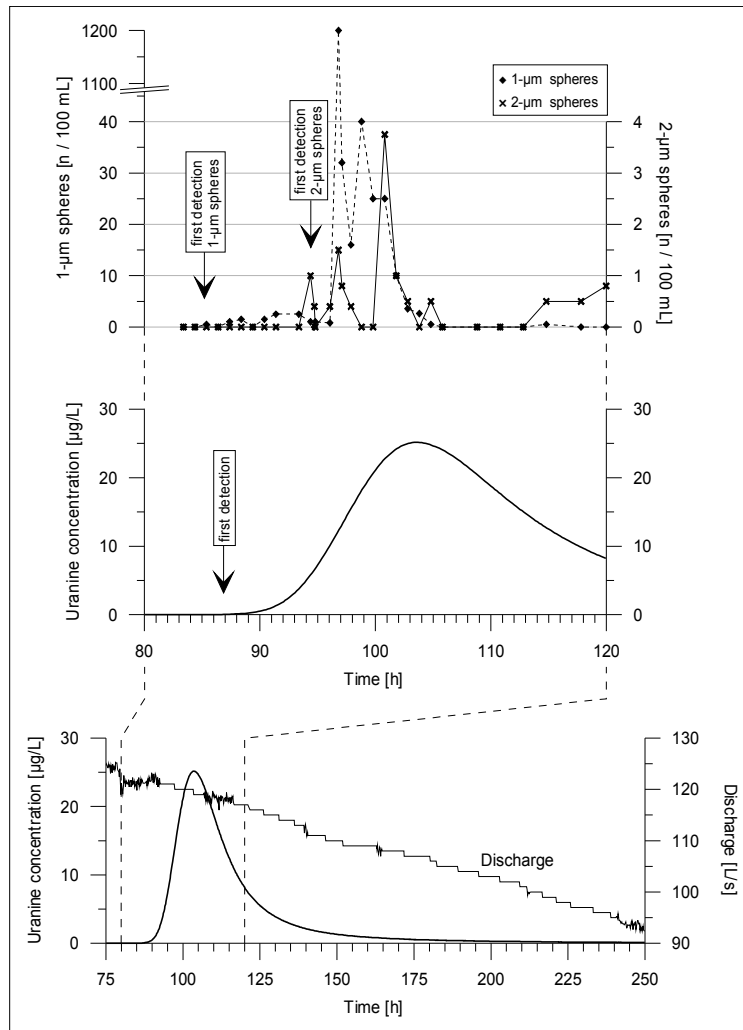 1200
1100
40
30
20
10
0
1-µm spheres [n / 100 mL]
first detection
1-µm spheres
first detection
2-µm spheres
1-µm spheres
2-µm spheres
4
3
2
1
0
2-µm spheres [n / 100 mL]
30
20
10
0
Uranine concentration [µg/L]
first detection
30
20
10
0
80
90
100
110
120
Time [h]
30
20
10
0
Uranine concentration [µg/L]
Discharge
130
120
110
100
90
Discharge [L/s]
75
100
125
150
175
200
225
250
Time [h]